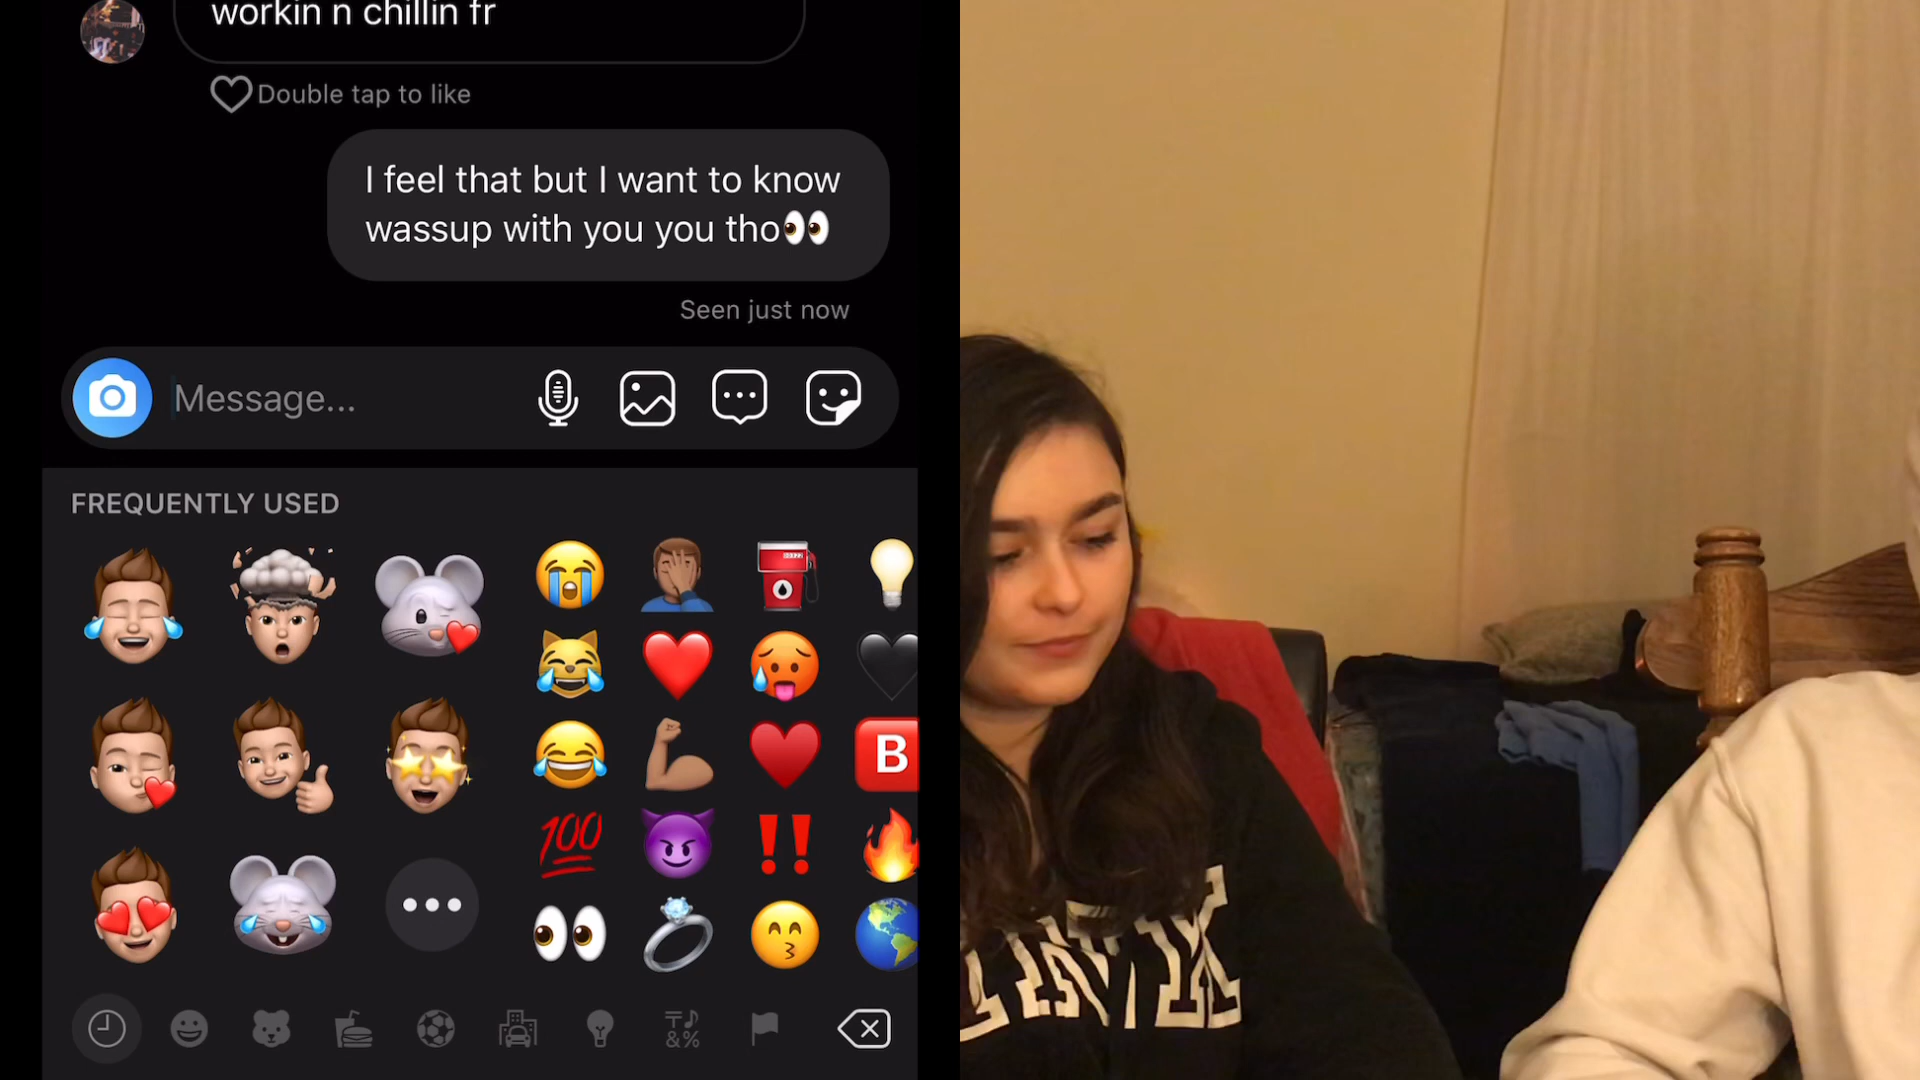 workin n chillin fr
Double tap to like
I feel that but I want to know
wassup with you you tho👀
Seen just now
Message...
FREQUENTLY USED
100
B